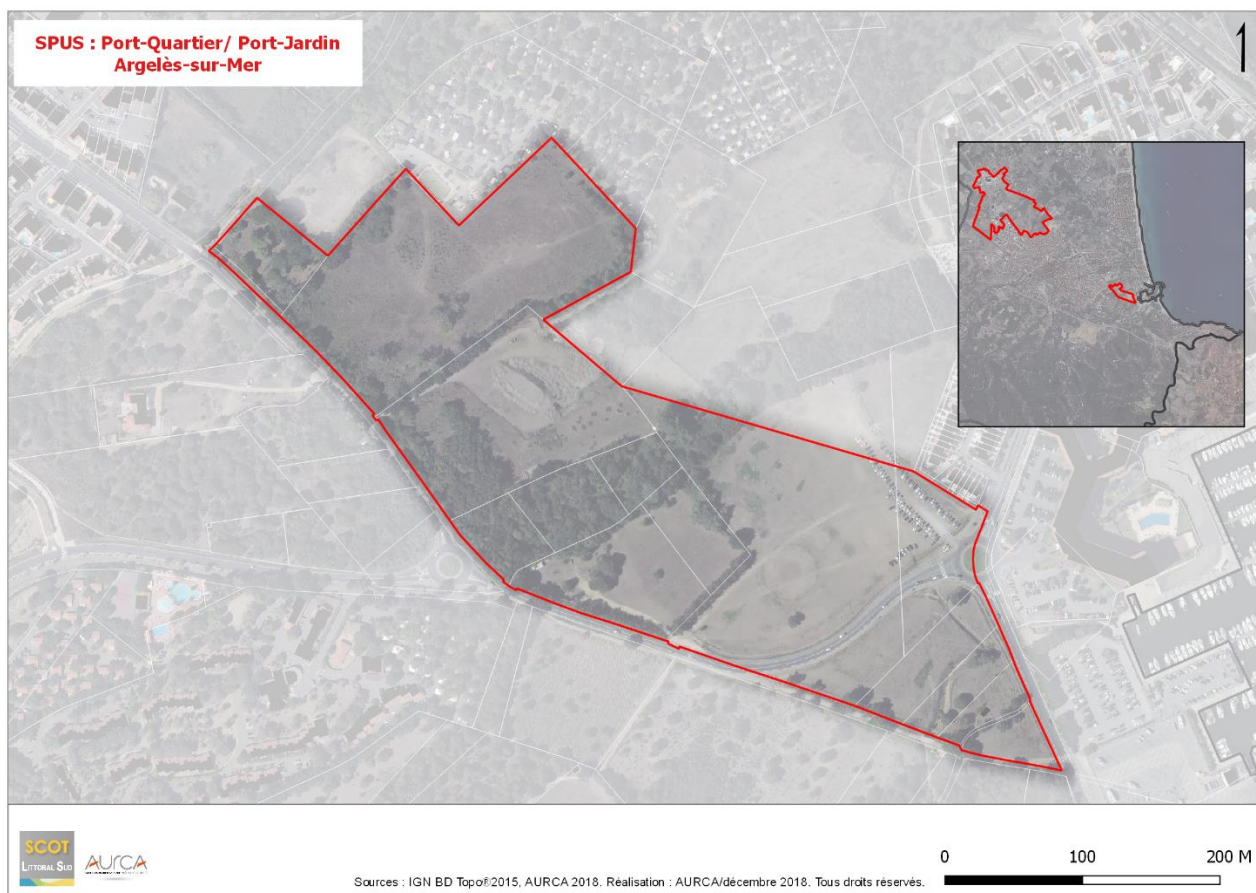 SPUS : Port-Quartier/ Port-Jardin
Argelès-sur-Mer
SCOT
LITTORAL SUD
AURCA
Sources : IGN BD Topo®2015, AURCA 2018. Réalisation : AURCA/décembre 2018. Tous droits réservés.
0 100 200 M